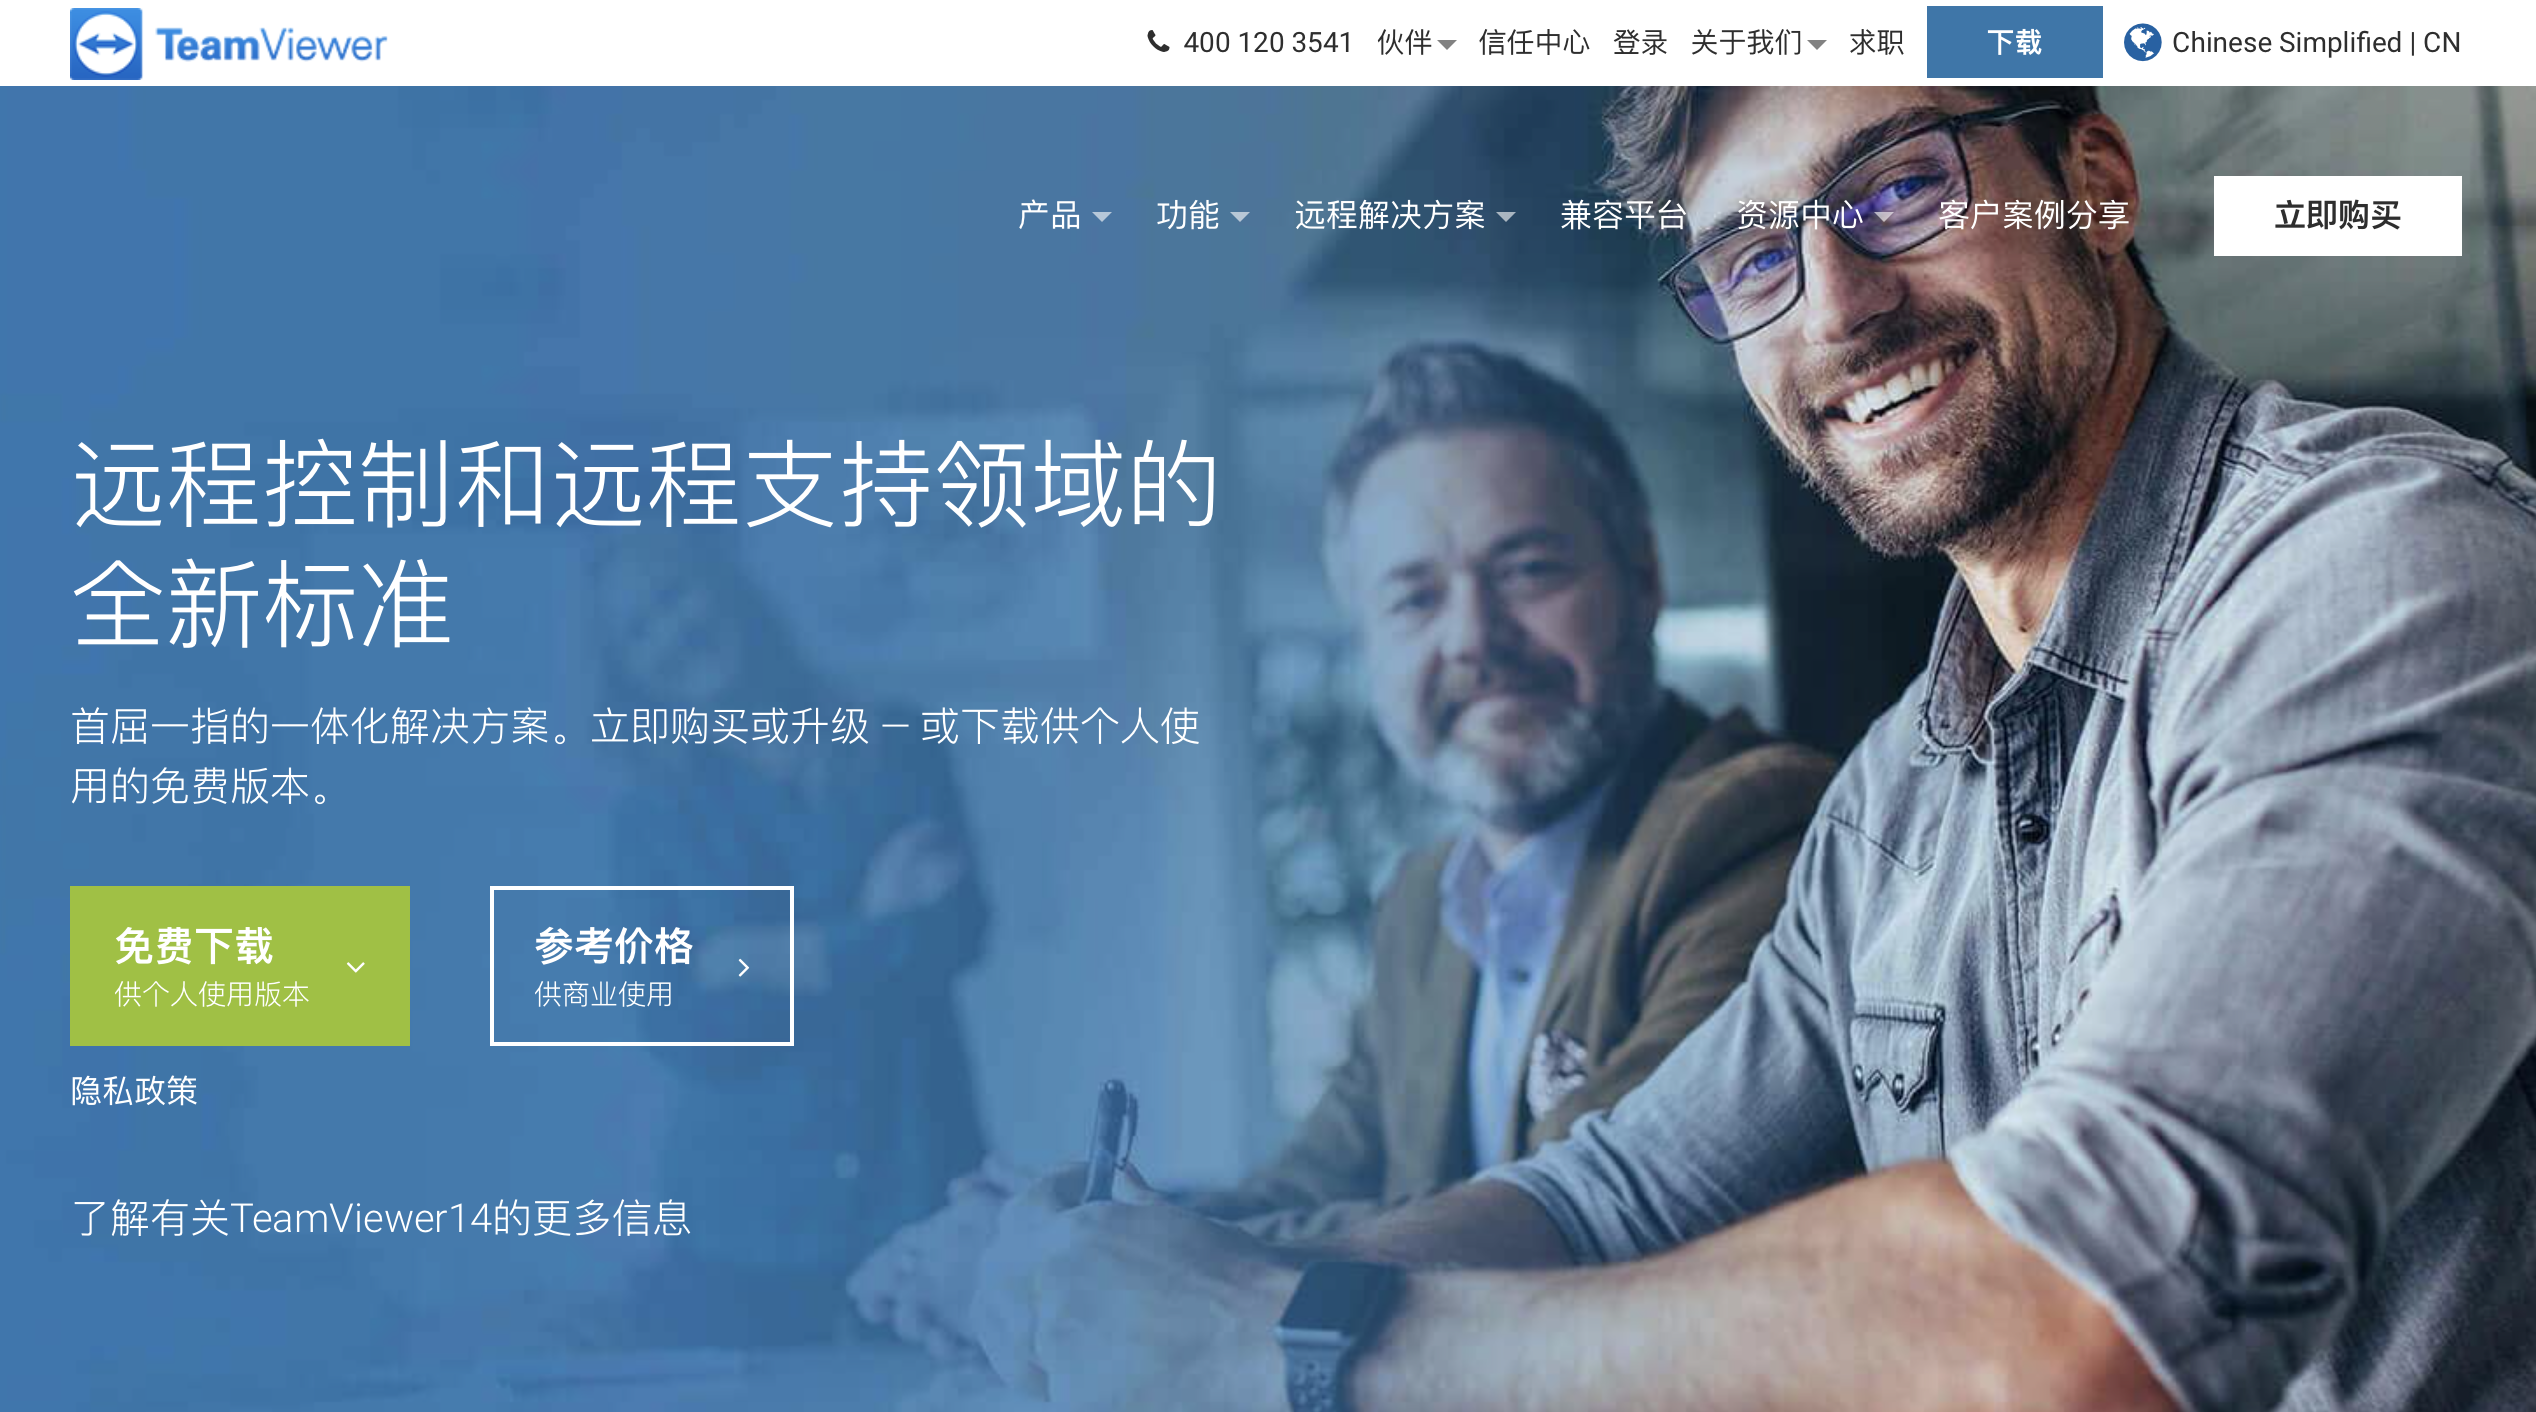 TeamViewer
400 120 3541 伙伴 信任中心 登录 关于我们 求职 下载 Chinese Simplified | CN
产品 功能 远程解决方案 兼容平台 资源中心 客户案例分享 立即购买
远程控制和远程支持领域的
全新标准
首屈一指的一体化解决方案。立即购买或升级 – 或下载供个人使
用的免费版本。
免费下载
供个人使用版本
参考价格
供商业使用
隐私政策
了解有关TeamViewer14的更多信息